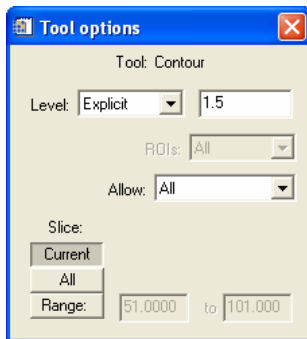 Tool options
Tool: Contour
Level: Explicit 1.5
ROIs: All
Allow: All
Slice:
Current
All
Range: 51.0000 to 101.000